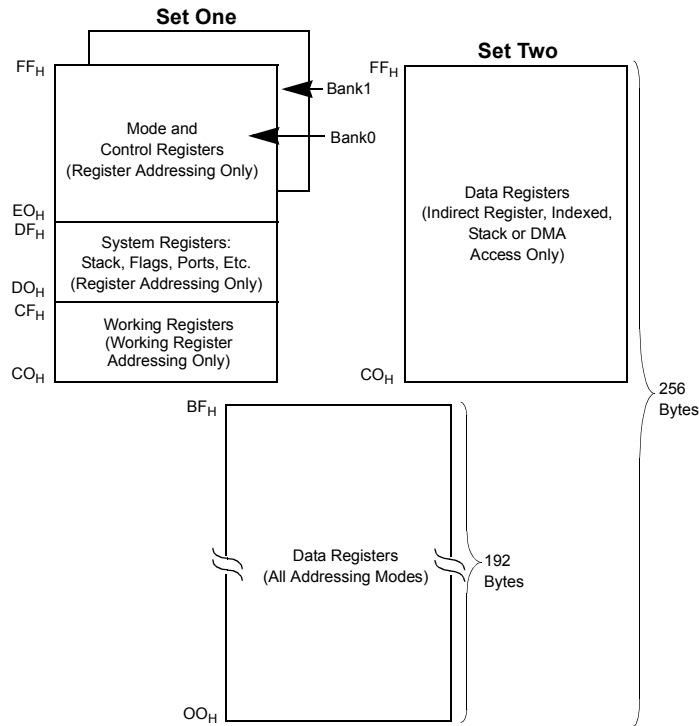 Set One
FFH
Bank1
Bank0
Mode and
Control Registers
(Register Addressing Only)
EOH
DFH
System Registers:
Stack, Flags, Ports, Etc.
(Register Addressing Only)
DOH
CFH
Working Registers
(Working Register
Addressing Only)
COH
Set Two
FFH
Data Registers
(Indirect Register, Indexed,
Stack or DMA
Access Only)
COH
256
Bytes
BFH
Data Registers
(All Addressing Modes)
192
Bytes
OOH